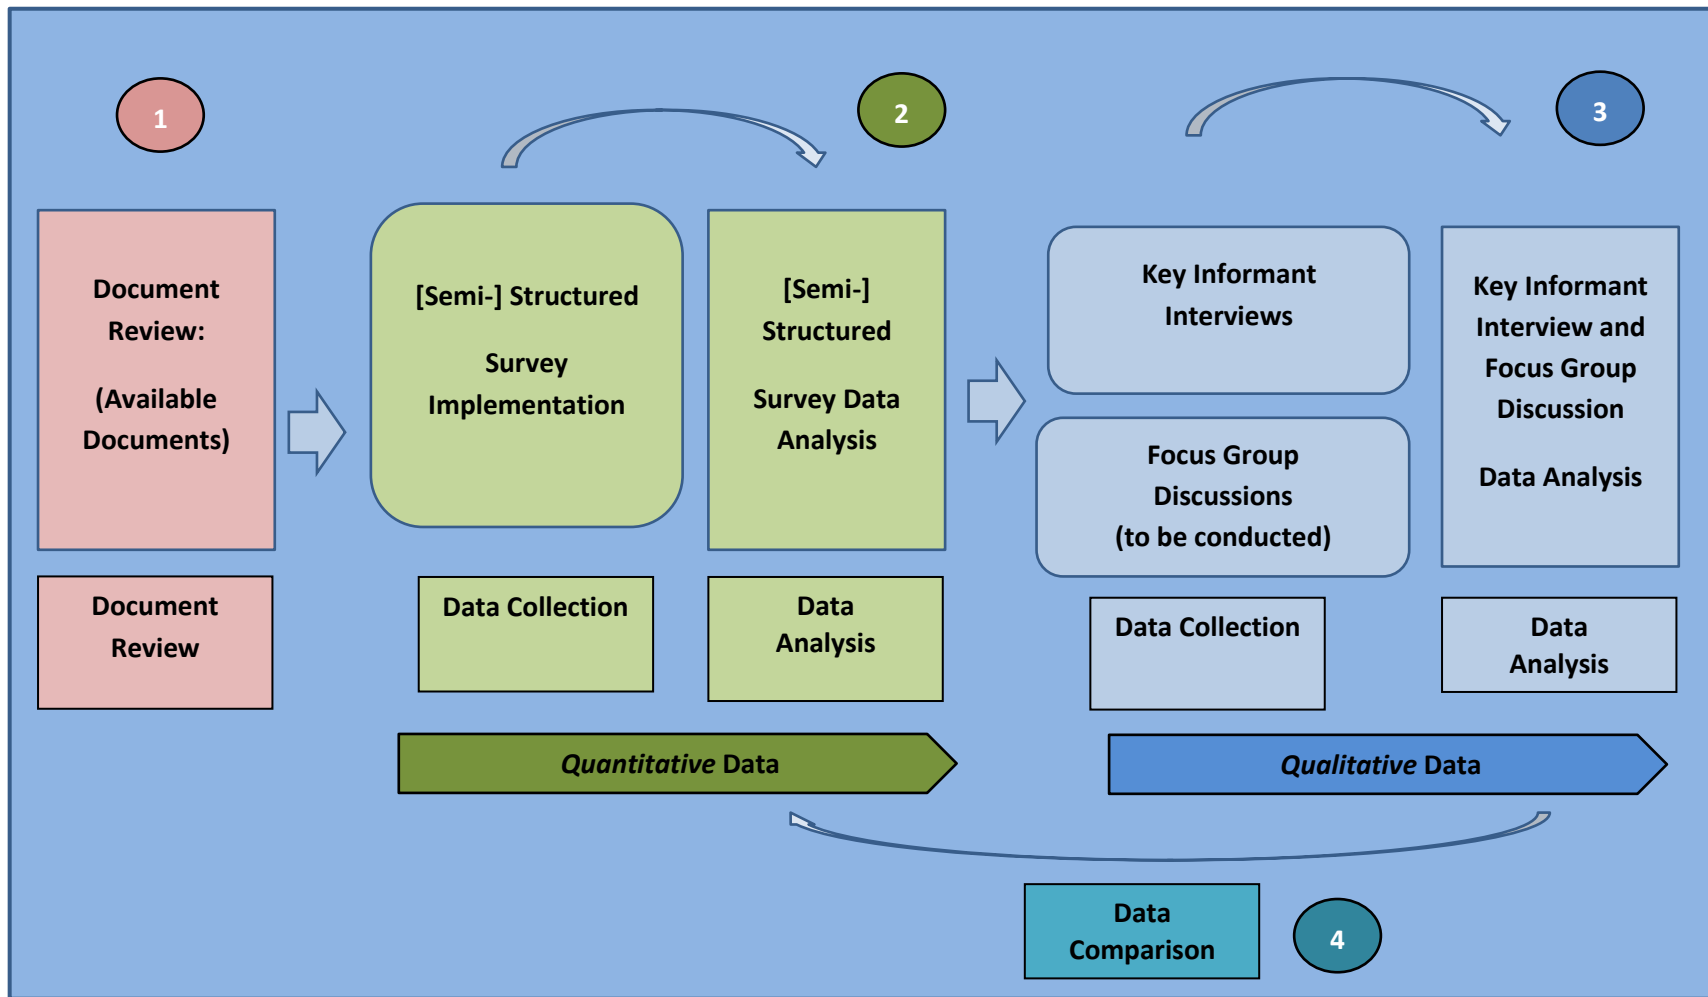 1
2
3
Document
Review:
(Available
Documents)
[Semi-] Structured
Survey
Implementation
[Semi-]
Structured
Survey Data
Analysis
Key Informant
Interviews
Focus Group
Discussions
(to be conducted)
Key Informant
Interview and
Focus Group
Discussion
Data Analysis
Document
Review
Data Collection
Data
Analysis
Data Collection
Data
Analysis
Quantitative Data
Qualitative Data
Data
Comparison
4